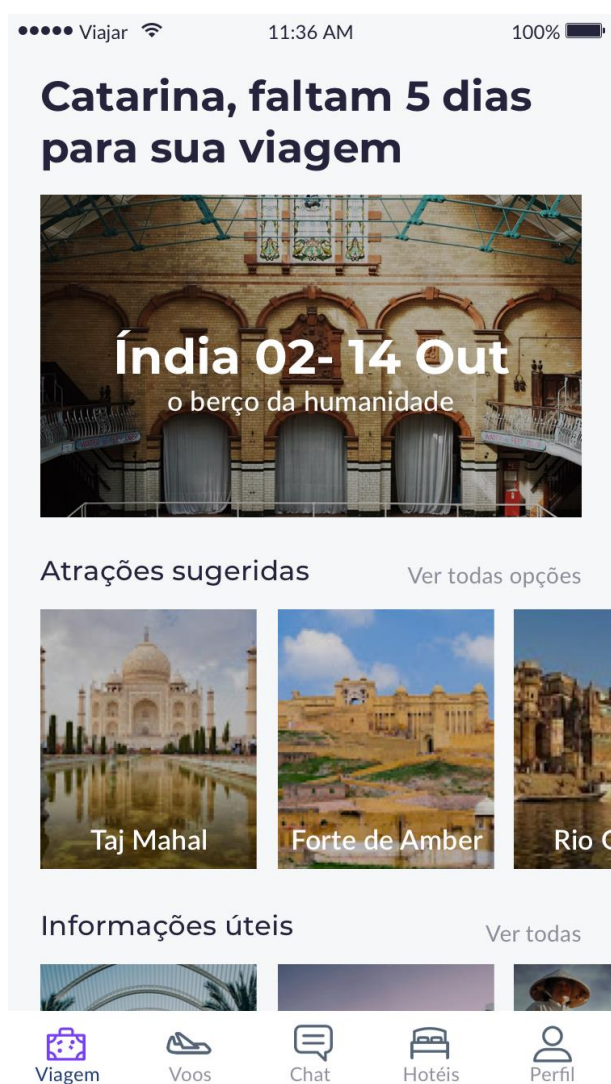 Viajar 11:36 AM 100%
Catarina, faltam 5 dias
para sua viagem
Índia 02- 14 Out
o berço da humanidade
Atrações sugeridas Ver todas opções
Taj Mahal Forte de Amber Rio
Informações úteis Ver todas
Viagem Voos Chat Hotéis Perfil